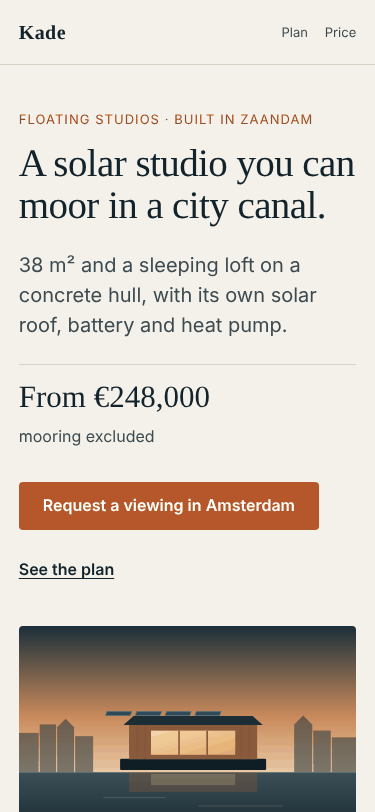 Kade
Plan Price
FLOATING STUDIOS · BUILT IN ZAANDAM
A solar studio you can
moor in a city canal.
38 m² and a sleeping loft on a
concrete hull, with its own solar
roof, battery and heat pump.
From €248,000
mooring excluded
Request a viewing in Amsterdam
See the plan